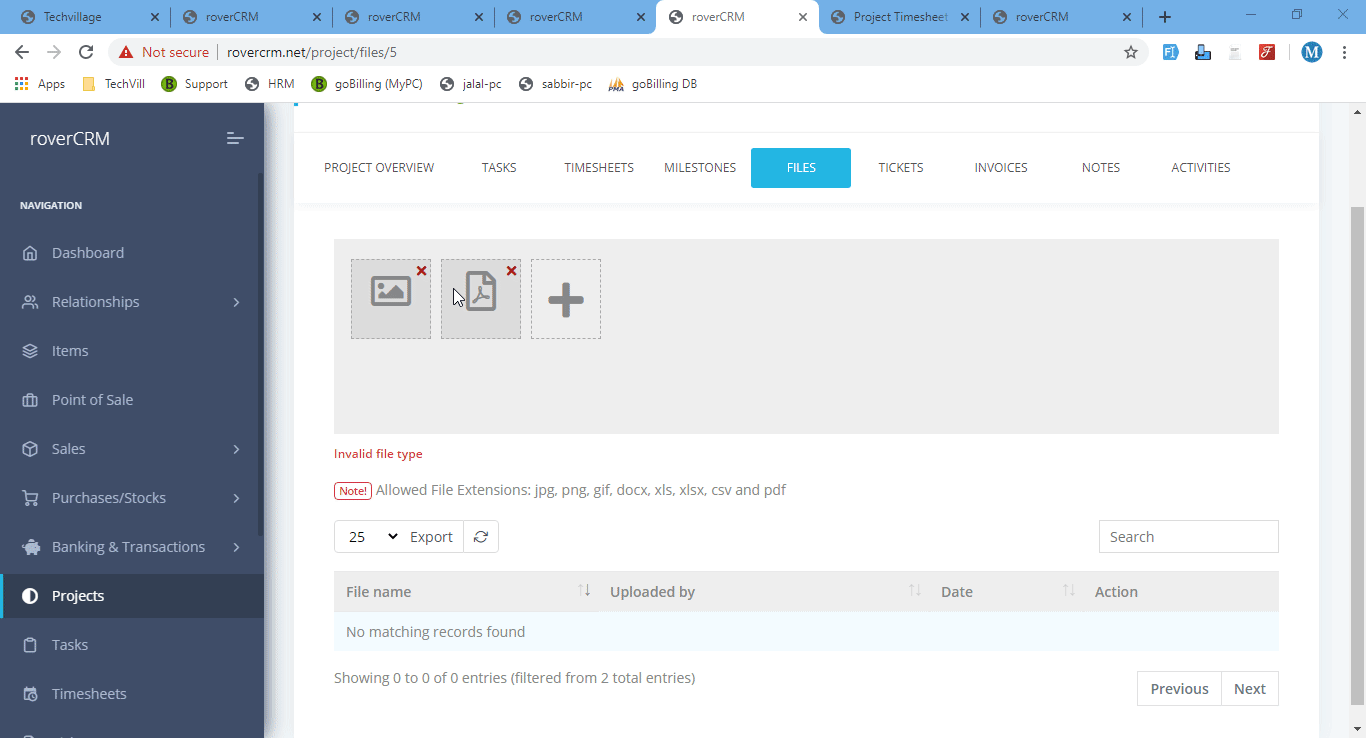 Techvillage roverCRM roverCRM roverCRM roverCRM Project Timesheet roverCRM
Not secure rovercrm.net/project/files/5
M
Apps TechVill Support HRM goBilling (MyPC) jalal-pc sabbir-pc goBilling DB
roverCRM
NAVIGATION
Dashboard
Relationships
Items
Point of Sale
Sales
Purchases/Stocks
Banking & Transactions
Projects
Tasks
Timesheets
PROJECT OVERVIEW TASKS TIMESHEETS MILESTONES FILES TICKETS INVOICES NOTES ACTIVITIES
Invalid file type
Note! Allowed File Extensions: jpg, png, gif, docx, xls, xlsx, csv and pdf
25 Export Search
File name Uploaded by Date Action
No matching records found
Showing 0 to 0 of 0 entries (filtered from 2 total entries)
Previous Next